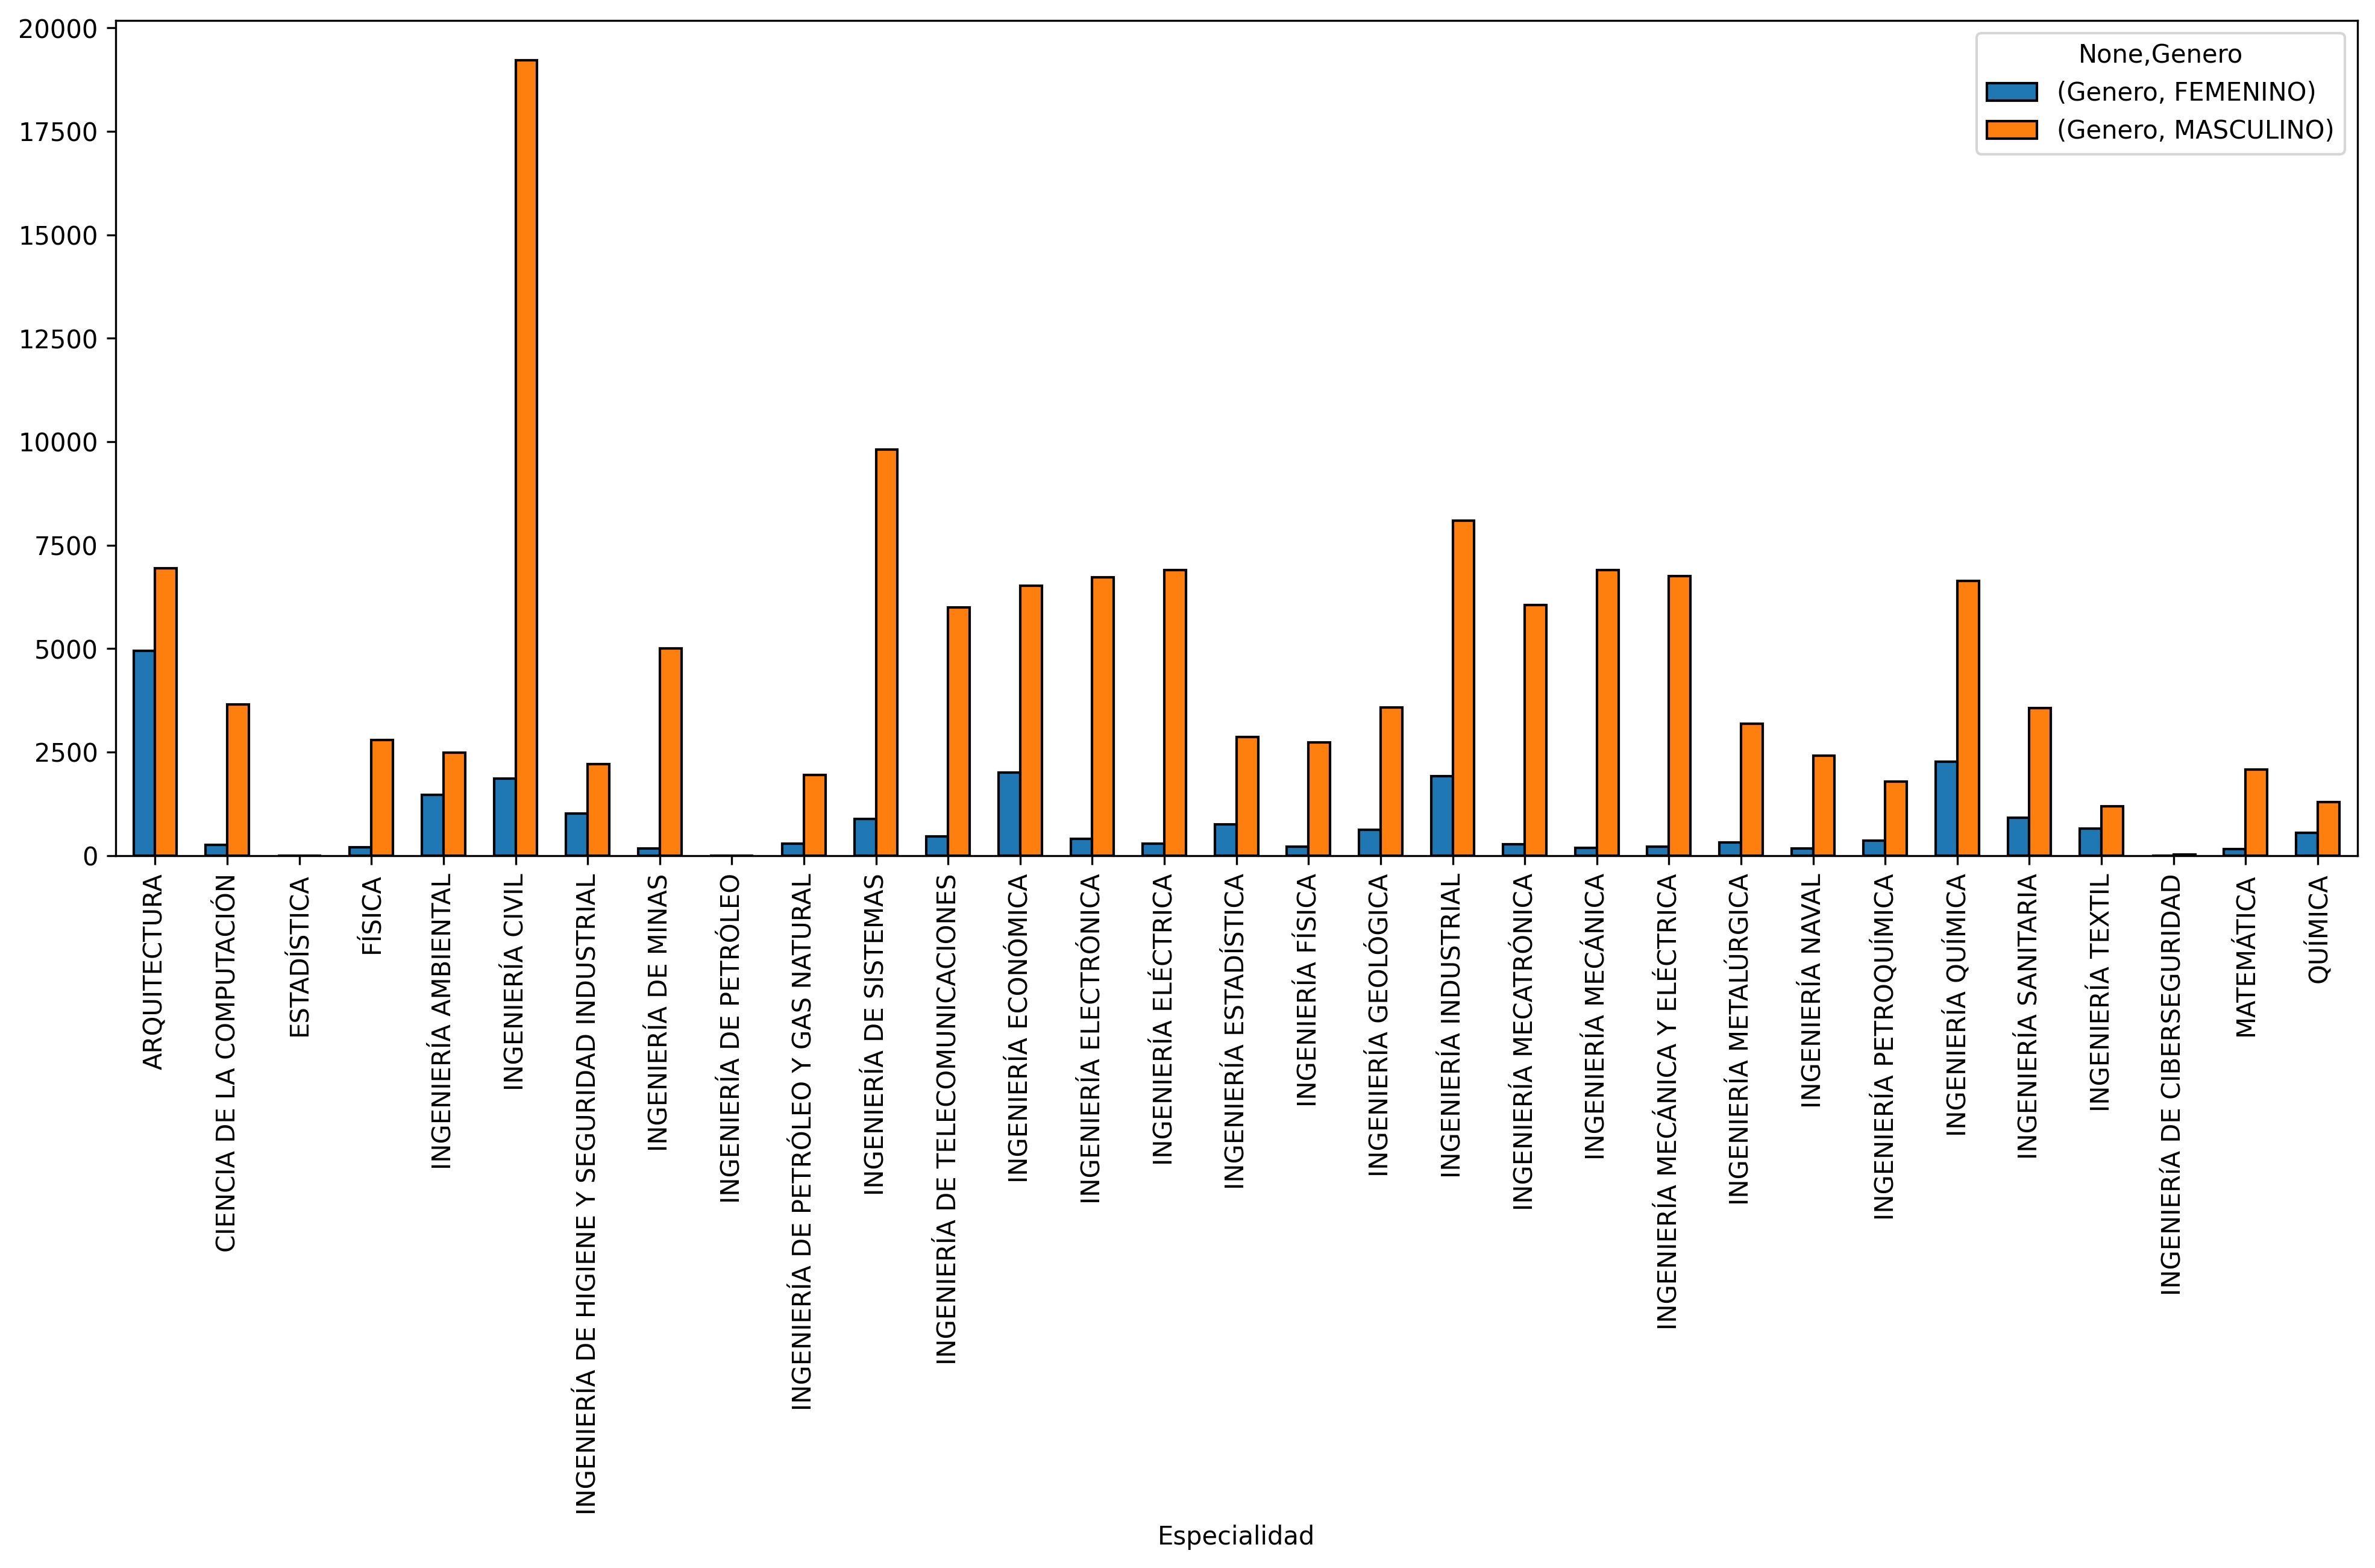 20000
17500
15000
12500
10000
7500
5000
2500
0
None,Genero
(Genero, FEMENINO)
(Genero, MASCULINO)
ARQUITECTURA
CIENCIA DE LA COMPUTACIÓN
ESTADÍSTICA
FÍSICA
INGENIERÍA AMBIENTAL
INGENIERÍA CIVIL
INGENIERÍA DE HIGIENE Y SEGURIDAD INDUSTRIAL
INGENIERÍA DE MINAS
INGENIERÍA DE PETRÓLEO
INGENIERÍA DE PETRÓLEO Y GAS NATURAL
INGENIERÍA DE SISTEMAS
INGENIERÍA DE TELECOMUNICACIONES
INGENIERÍA ECONÓMICA
INGENIERÍA ELECTRÓNICA
INGENIERÍA ELÉCTRICA
INGENIERÍA ESTADÍSTICA
INGENIERÍA FÍSICA
INGENIERÍA GEOLÓGICA
INGENIERÍA INDUSTRIAL
INGENIERÍA MECATRÓNICA
INGENIERÍA MECÁNICA
INGENIERÍA MECÁNICA Y ELÉCTRICA
INGENIERÍA METALÚRGICA
INGENIERÍA NAVAL
INGENIERÍA PETROQUÍMICA
INGENIERÍA QUÍMICA
INGENIERÍA SANITARIA
INGENIERÍA TEXTIL
INGENIERÍA DE CIBERSEGURIDAD
MATEMÁTICA
QUÍMICA
Especialidad